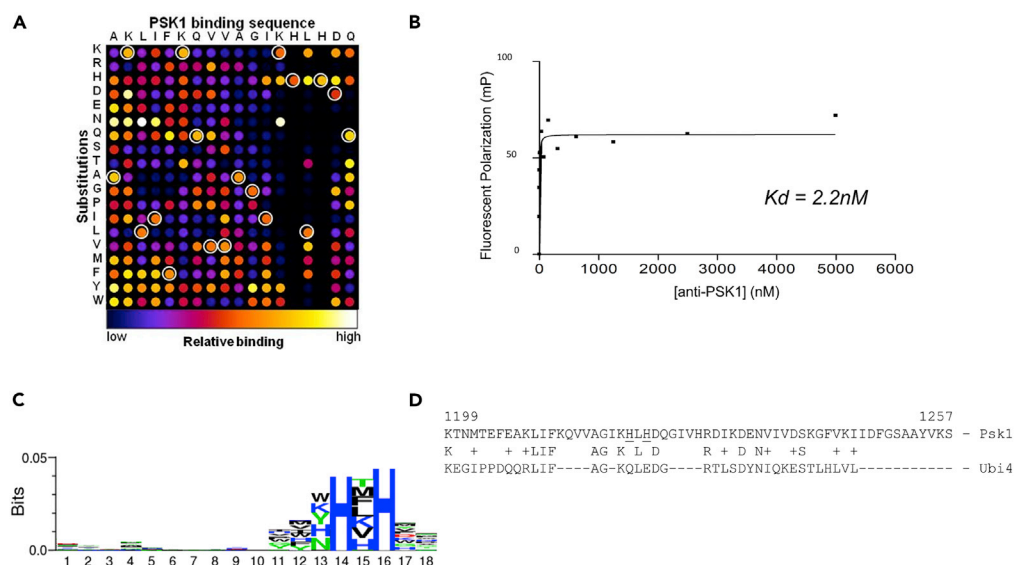 A
PSK1 binding sequence
A K L I F K Q V V A G I K H L H D Q
Substitutions
K
R
H
D
E
N
Q
S
T
A
G
P
I
L
V
M
F
Y
W
low
high
Relative binding
B
Fluorescent Polarization (mP)
100
50
0
Kd = 2.2nM
0 1000 2000 3000 4000 5000 6000
[anti-PSK1] (nM)
C
Bits
0.05
0.0
1 2 3 4 5 6 7 8 9 10 11 12 13 14 15 16 17 18
D
1199 1257
KTNMTEFEAKLIFKQVVAGIKHLHDQGIVHRDIKDENVIVDSKGFVKIIDFGSAAYVKS - Psk1
K + + +LIF AG K L D R + D N+ +S + +
KEGIPPDQQRLIF----AG-KQLEDG----RTLSDYNIQKESTLHLVL----------- - Ubi4